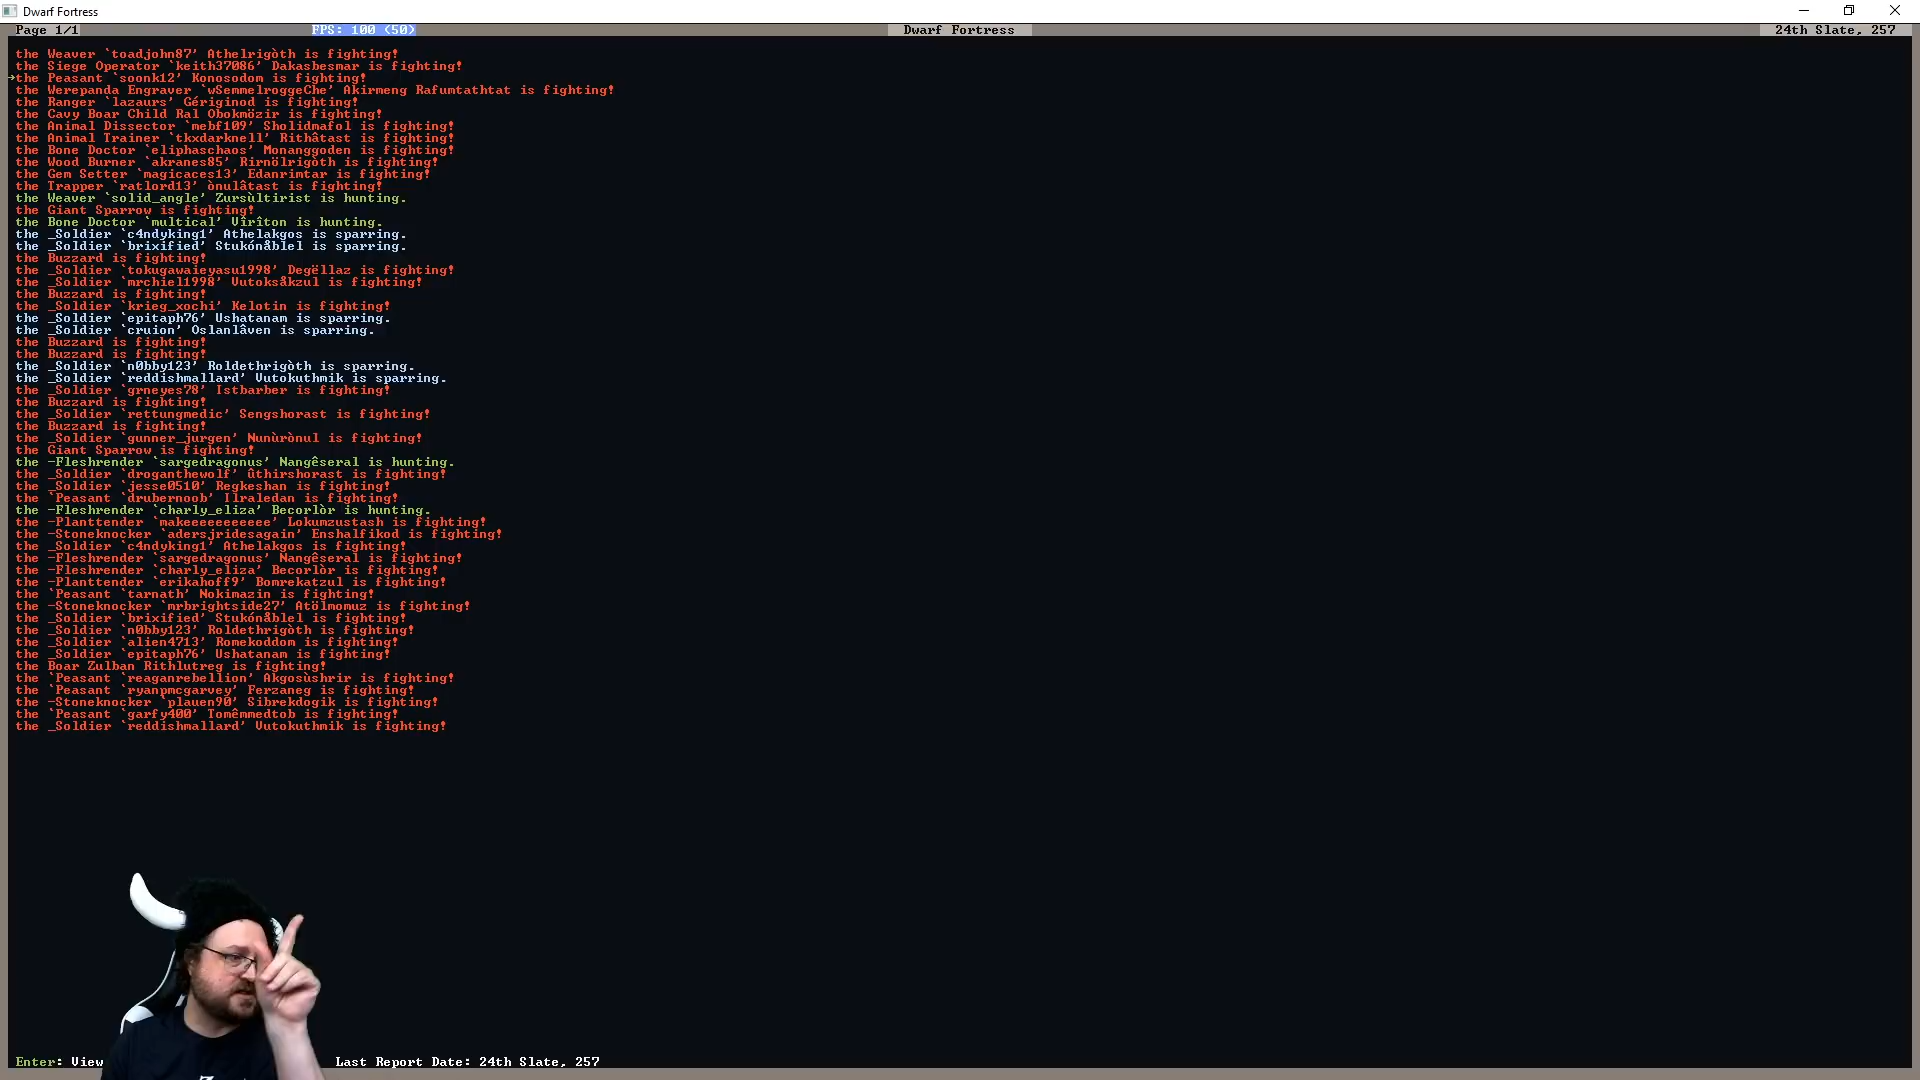 Dwarf Fortress
Page 1/1 FPS: 100 (50) Dwarf Fortress 24th Slate, 257
the Weaver `toadjohn87' Athelrigòth is fighting!
the Siege Operator `keith37086' Dakasbesmar is fighting!
the Peasant `soonk12' Konosodom is fighting!
the Werepanda Engraver `wSemmelroggeChe' Akirmeng Rafumtathtat is fighting!
the Ranger `lazaurs' Gériginod is fighting!
the Cavy Boar Child Ral Obokmözir is fighting!
the Animal Dissector `mebf109' Sholidmafol is fighting!
the Animal Trainer `tkxdarknell' Rithâtast is fighting!
the Bone Doctor `eliphaschaos' Monanggoden is fighting!
the Wood Burner `akranes85' Rirnölrigòth is fighting!
the Gem Setter `magicaces13' Edanrimtar is fighting!
the Trapper `ratlord13' ònulâtast is fighting!
the Weaver `solid_angle' Zursùltirist is hunting.
the Giant Sparrow is fighting!
the Bone Doctor `multical' Vîrîton is hunting.
the _Soldier `c4ndyking1' Athelakgos is sparring.
the _Soldier `brixified' Stukónåblel is sparring.
the Buzzard is fighting!
the _Soldier `tokugawaieyasu1998' Degëllaz is fighting!
the _Soldier `mrchiel1998' Vutoksåkzul is fighting!
the Buzzard is fighting!
the _Soldier `krieg_xochi' Kelotin is fighting!
the _Soldier `epitaph76' Ushatanam is sparring.
the _Soldier `cruion' Oslanlâven is sparring.
the Buzzard is fighting!
the Buzzard is fighting!
the _Soldier `n0bby123' Roldethrigòth is sparring.
the _Soldier `reddishmallard' Vutokuthmik is sparring.
the _Soldier `grneyes78' Istbarber is fighting!
the Buzzard is fighting!
the _Soldier `rettungmedic' Sengshorast is fighting!
the Buzzard is fighting!
the _Soldier `gunner_jurgen' Nunùrònul is fighting!
the Giant Sparrow is fighting!
the -Fleshrender `sargedragonus' Nangêseral is hunting.
the _Soldier `droganthewolf' ûthirshorast is fighting!
the _Soldier `jesse0510' Regkeshan is fighting!
the `Peasant `drubernoob' Ilraledan is fighting!
the -Fleshrender `charly_eliza' Becorlòr is hunting.
the -Planttender `makeeeeeeeeeee' Lokumzustash is fighting!
the -Stoneknocker `adersjridesagain' Enshalfikod is fighting!
the _Soldier `c4ndyking1' Athelakgos is fighting!
the -Fleshrender `sargedragonus' Nangêseral is fighting!
the -Fleshrender `charly_eliza' Becorlòr is fighting!
the -Planttender `erikahoff9' Bomrekatzul is fighting!
the `Peasant `tarnath' Nokimazin is fighting!
the -Stoneknocker `mrbrightside27' Atölmomuz is fighting!
the _Soldier `brixified' Stukónåblel is fighting!
the _Soldier `n0bby123' Roldethrigòth is fighting!
the _Soldier `alien4713' Romekoddom is fighting!
the _Soldier `epitaph76' Ushatanam is fighting!
the Boar Zulban Rithlutreg is fighting!
the `Peasant `reaganrebellion' Akgosùshrir is fighting!
the `Peasant `ryanpmcgarvey' Ferzaneg is fighting!
the -Stoneknocker `plauen90' Sibrekdogik is fighting!
the `Peasant `garfy400' Tomêmmedtob is fighting!
the _Soldier `reddishmallard' Vutokuthmik is fighting!
Enter: View Last Report Date: 24th Slate, 257